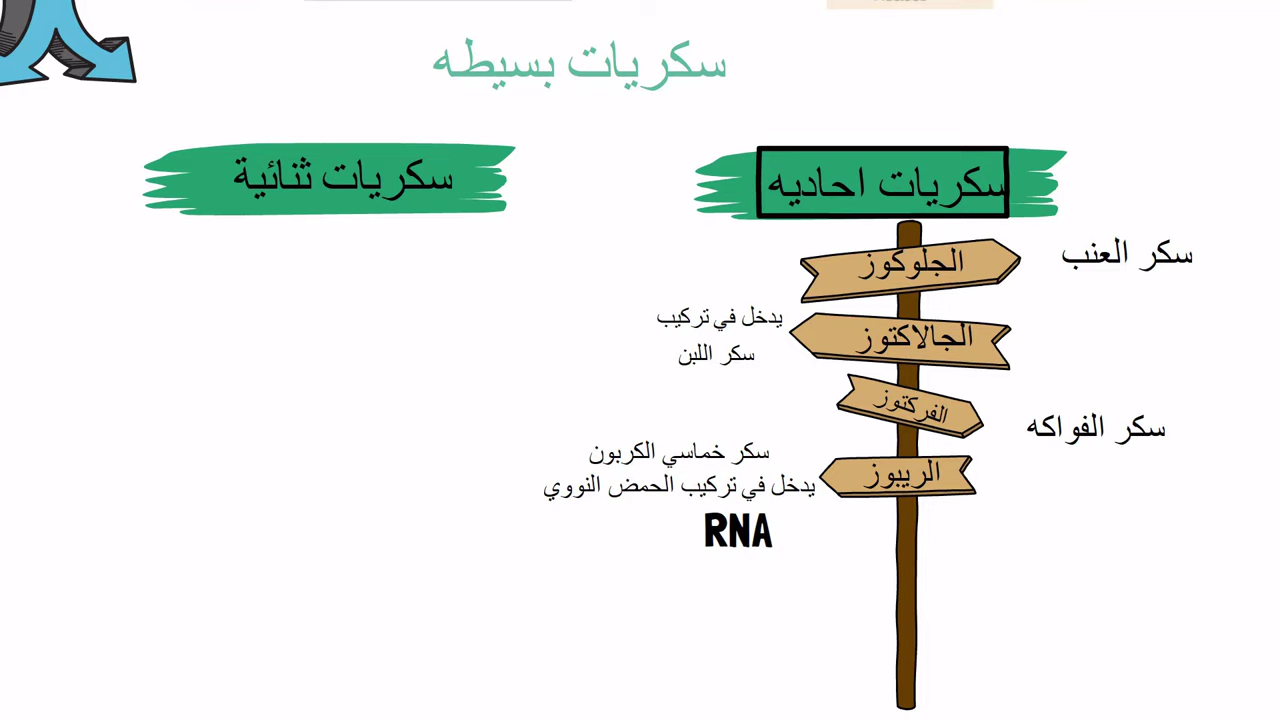 سكريات بسيطه
سكريات احاديه
سكريات ثنائية
الجلوكوز
سكر العنب
الجالاكتوز
يدخل في تركيب
سكر اللبن
الفركتوز
سكر الفواكه
الريبوز
سكر خماسي الكربون
يدخل في تركيب الحمض النووي
RNA